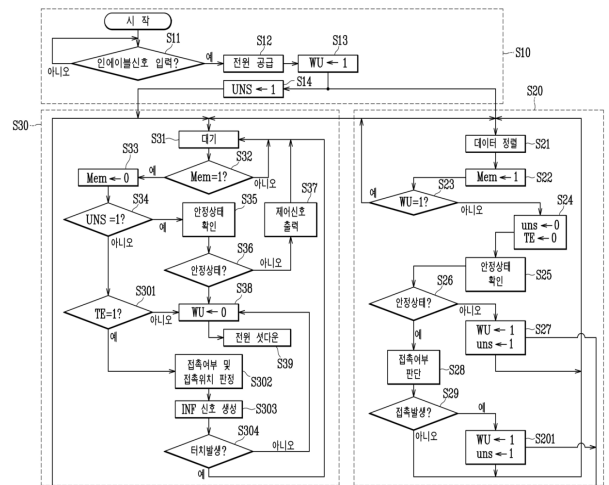 시 작
S11
인에이블신호 입력?
아니오
예
S12
전원 공급
S13
WU ← 1
S14
UNS ← 1
S10
S20
S30
S31
대기
S32
Mem=1?
예
아니오
S33
Mem ← 0
S34
UNS =1?
예
아니오
S35
안정상태
확인
S36
안정상태?
아니오
S37
제어신호
출력
S38
WU ← 0
S39
전원 셧다운
S301
TE=1?
아니오
예
S302
접촉여부 및
접촉위치 판정
S303
INF 신호 생성
S304
터치발생?
아니오
예
S21
데이터 정렬
S22
Mem ← 1
S23
WU=1?
예
아니오
S24
uns ← 0
TE ← 0
S25
안정상태
확인
S26
안정상태?
아니오
예
S27
WU ← 1
uns ← 1
S28
접촉여부
판단
S29
접촉발생?
예
아니오
S201
WU ← 1
uns ← 1